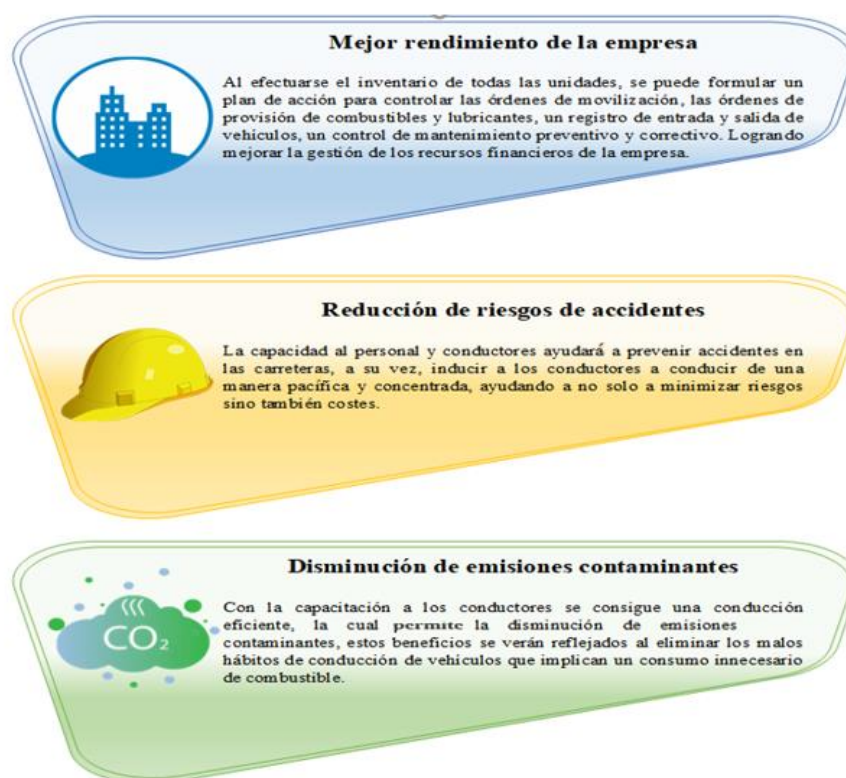 Mejor rendimiento de la empresa
Al efectuarse el inventario de todas las unidades, se puede formular un
plan de acción para controlar las órdenes de movilización, las órdenes de
provisión de combustibles y lubricantes, un registro de entrada y salida de
vehículos, un control de mantenimiento preventivo y correctivo. Logrando
mejorar la gestión de los recursos financieros de la empresa.
Reducción de riesgos de accidentes
La capacidad al personal y conductores ayudará a prevenir accidentes en
las carreteras, a su vez, inducir a los conductores a conducir de una
manera pacífica y concentrada, ayudando a no solo a minimizar riesgos
sino también costes.
Disminución de emisiones contaminantes
CO₂
Con la capacitación a los conductores se consigue una conducción
eficiente, la cual permite la disminución de emisiones
contaminantes, estos beneficios se verán reflejados al eliminar los malos
hábitos de conducción de vehículos que implican un consumo innecesario
de combustible.